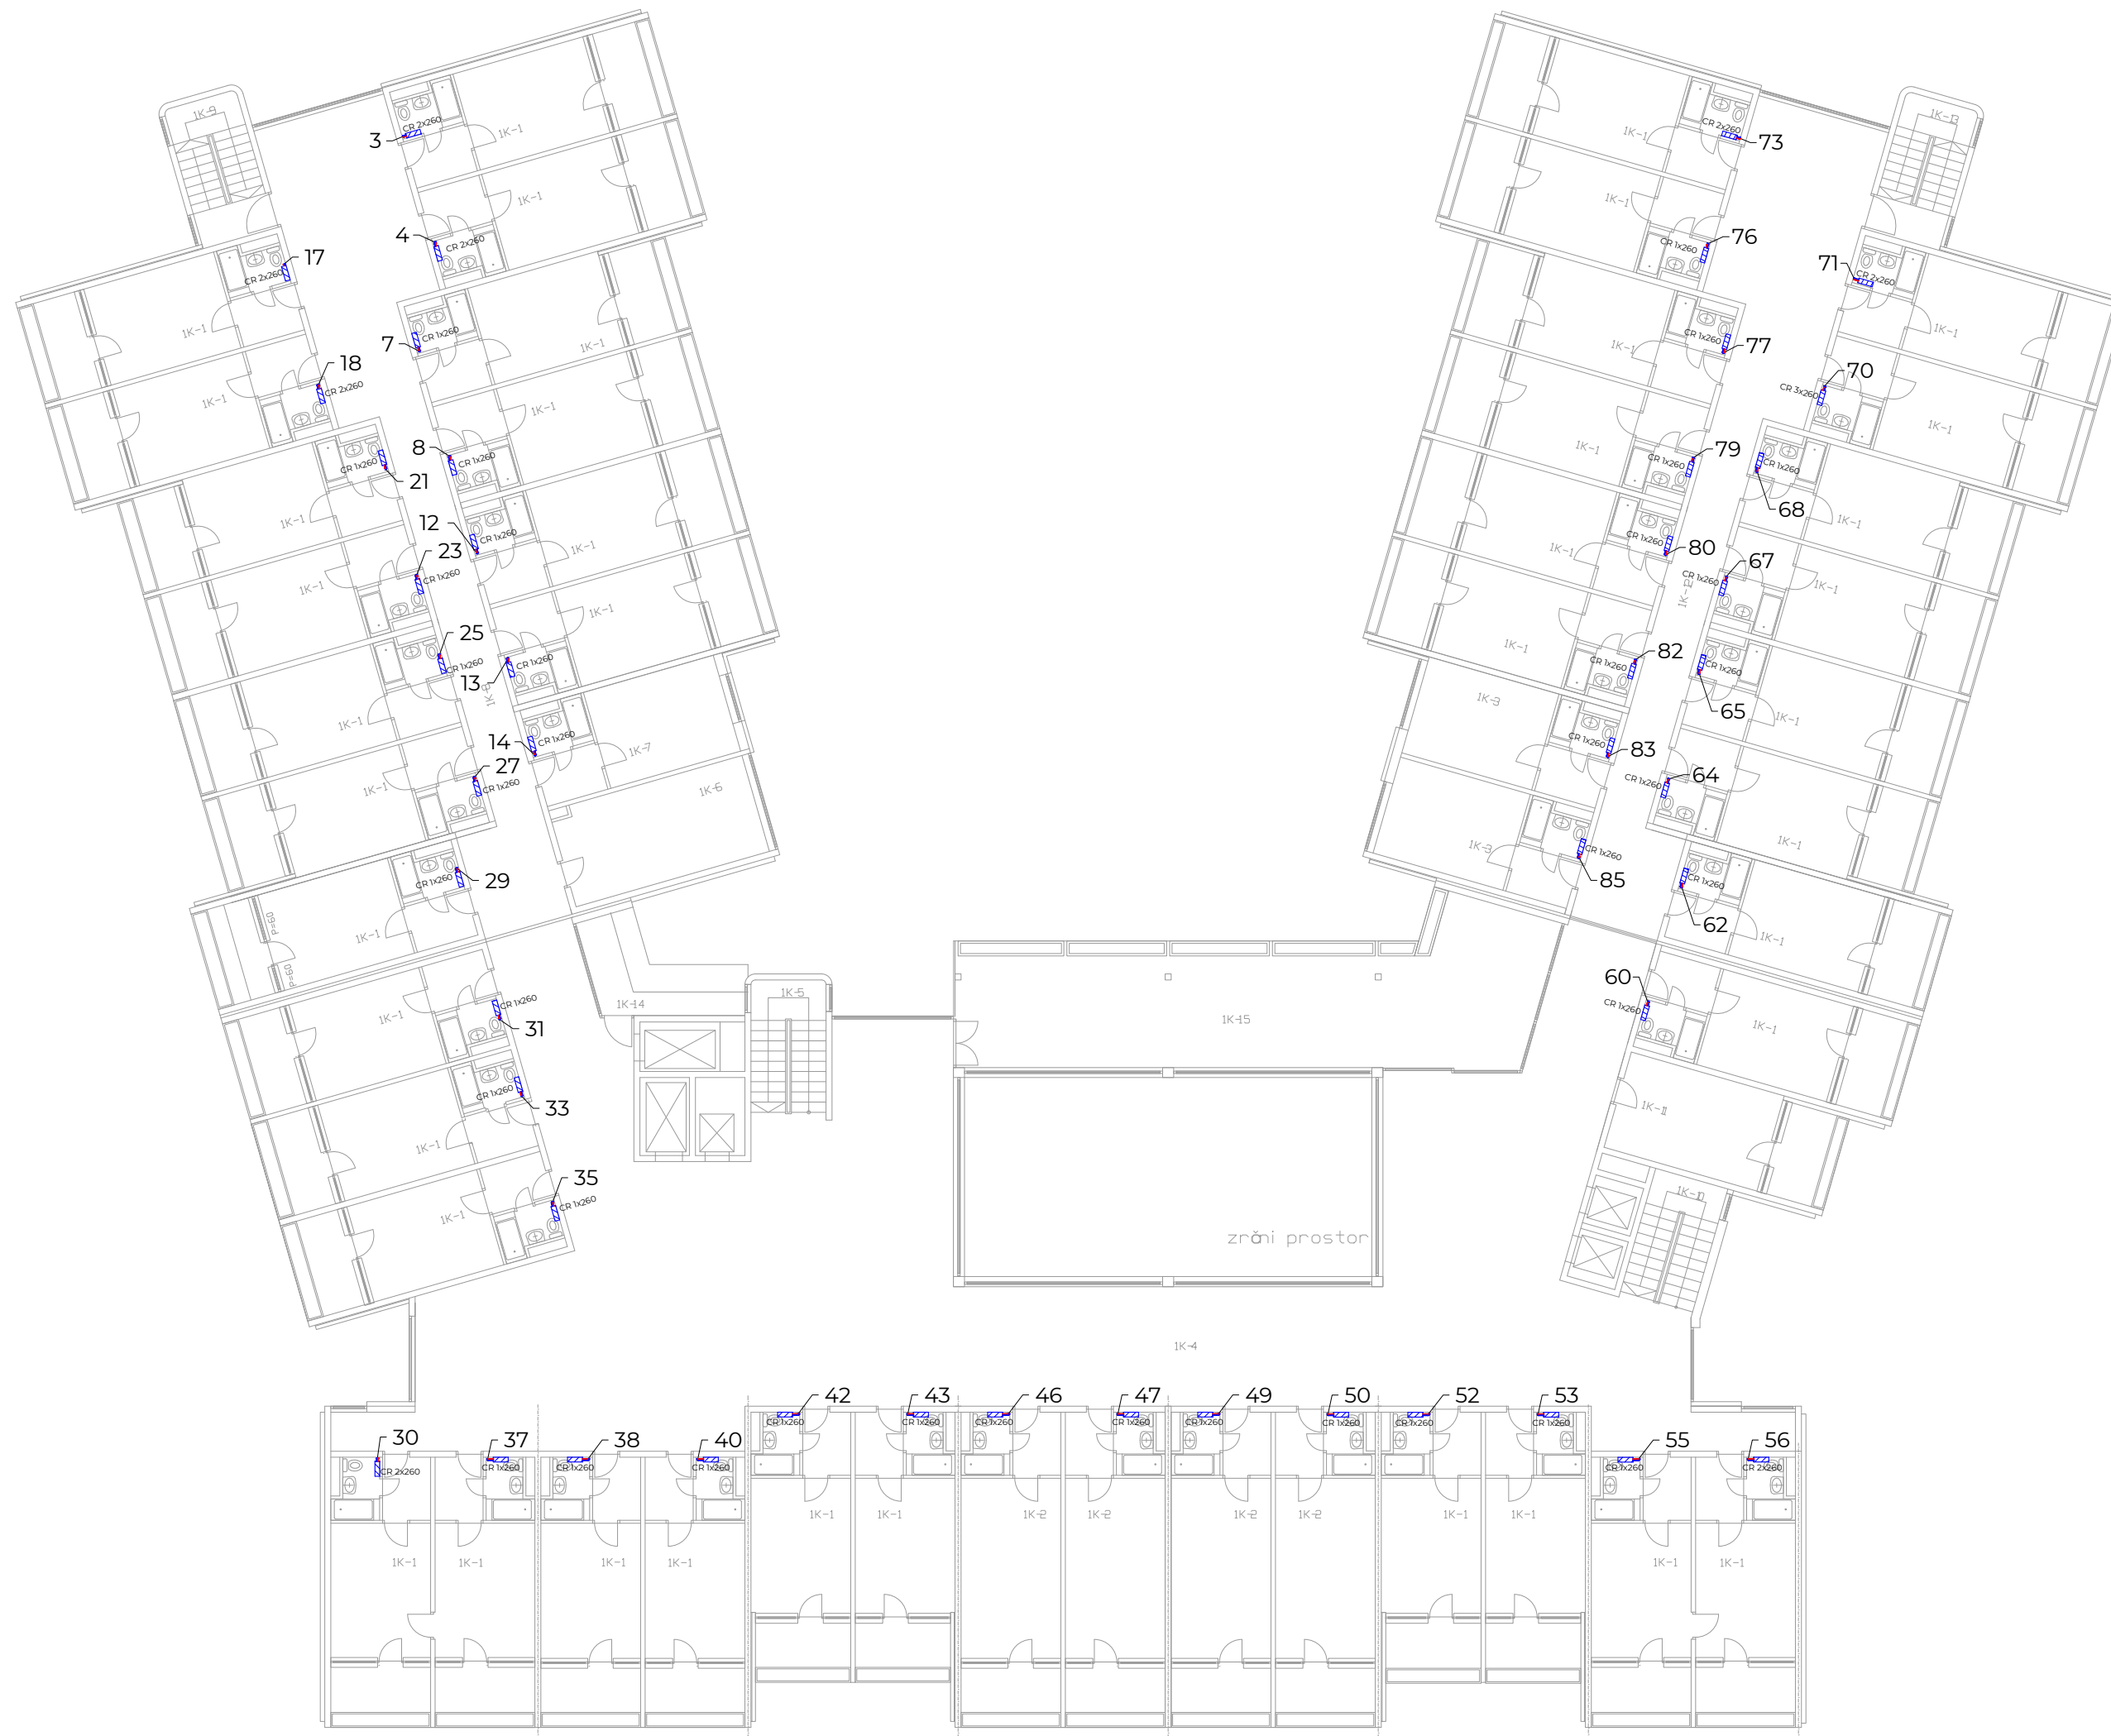 1K-9
CR 2x260
3
1K-1
1K-1
4
CR 2x260
17
CR 2x260
1K-1
7
CR 1x260
1K-1
18
CR 2x260
1K-1
8
CR 1x260
1K-1
21
CR 1x260
1K-1
12
CR 1x260
1K-1
23
CR 1x260
1K-1
25
CR 1x260
1K-1
13
CR 1x260
1K-1
1K-8
14
CR 1x260
1K-7
27
CR 1x260
1K-1
1K-6
29
CR 1x260
1K-1
P=60
P=60
31
CR 1x260
1K-1
33
CR 1x260
1K-1
35
CR 1x260
1K-1
1K-14
1K-5
1K-15
zračni prostor
1K-4
1K-13
CR 2x260
73
1K-1
1K-1
76
CR 1x260
71
CR 2x260
1K-1
77
CR 1x260
1K-1
70
CR 3x260
1K-1
79
CR 1x260
1K-1
68
CR 1x260
1K-1
80
CR 1x260
1K-1
67
CR 1x260
1K-1
1K-12
82
CR 1x260
1K-1
65
CR 1x260
1K-1
83
CR 1x260
1K-3
64
CR 1x260
1K-1
85
CR 1x260
1K-3
62
CR 1x260
1K-1
60
CR 1x260
1K-1
1K-11
1K-10
42
43
46
47
49
50
52
53
CR 1x260
CR 1x260
CR 1x260
CR 1x260
CR 1x260
CR 1x260
CR 1x260
CR 1x260
30
37
38
40
55
56
CR 2x260
CR 1x260
CR 1x260
CR 1x260
CR 1x260
CR 2x260
1K-1
1K-1
1K-2
1K-2
1K-2
1K-2
1K-1
1K-1
1K-1
1K-1
1K-1
1K-1
1K-1
1K-1